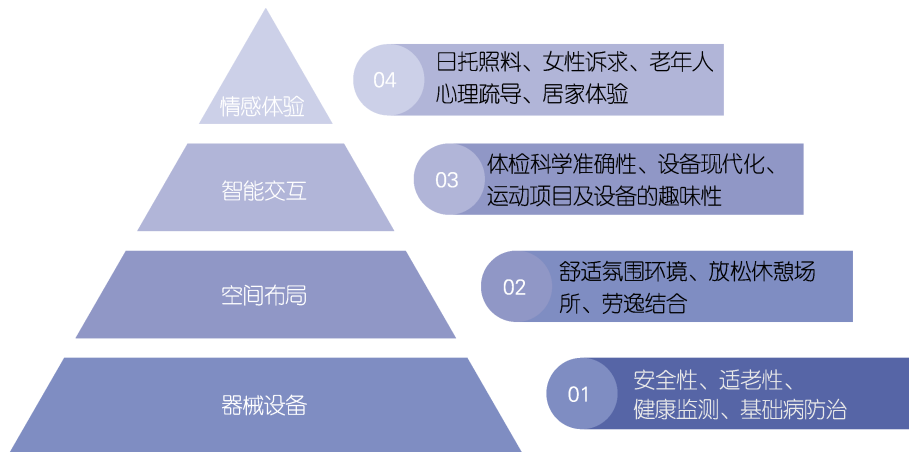 情感体验
04
日托照料、女性诉求、老年人
心理疏导、居家体验
智能交互
03
体检科学准确性、设备现代化、
运动项目及设备的趣味性
空间布局
02
舒适氛围环境、放松休憩场
所、劳逸结合
器械设备
01
安全性、适老性、
健康监测、基础病防治